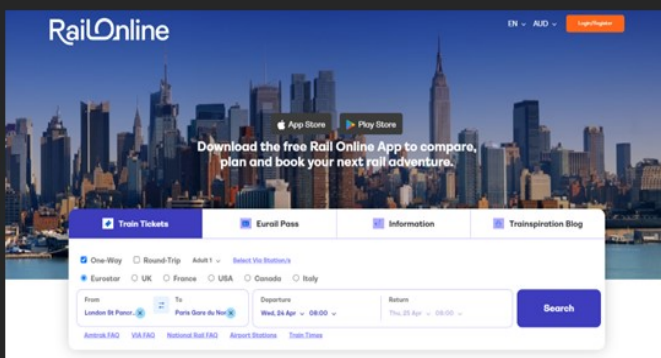 RailOnline
EN AUD Login/Register
App Store Play Store
Download the free Rail Online App to compare,
plan and book your next rail adventure.
Train Tickets Eurail Pass Information Trainspiration Blog
One-Way Round-Trip Adult 1 Select Via Station/s
Eurostar UK France USA Canada Italy
From To Departure Return
London St Pancr.. Paris Gare du Nor Wed, 24 Apr 08:00 Thu, 25 Apr 08:00
Search
Amtrak FAQ VIA FAQ National Rail FAQ Airport Stations Train Times